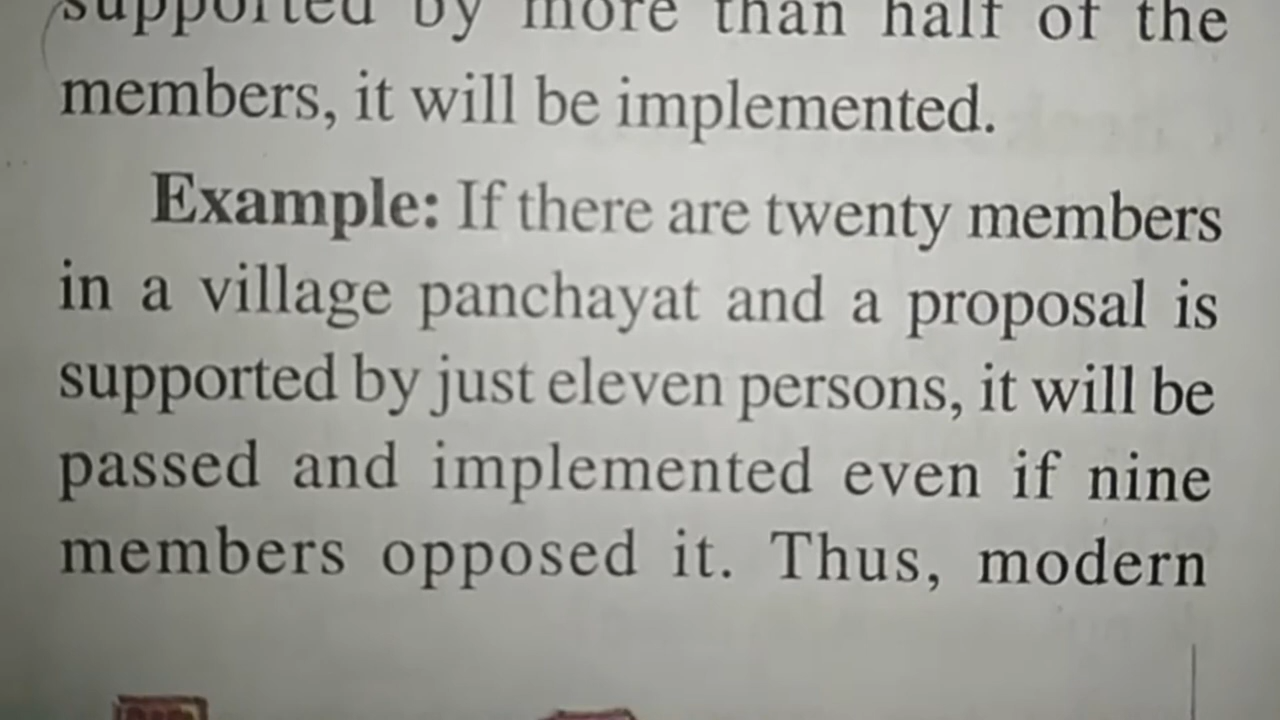 supported by more than half of the
members, it will be implemented.
Example: If there are twenty members
in a village panchayat and a proposal is
supported by just eleven persons, it will be
passed and implemented even if nine
members opposed it. Thus, modern